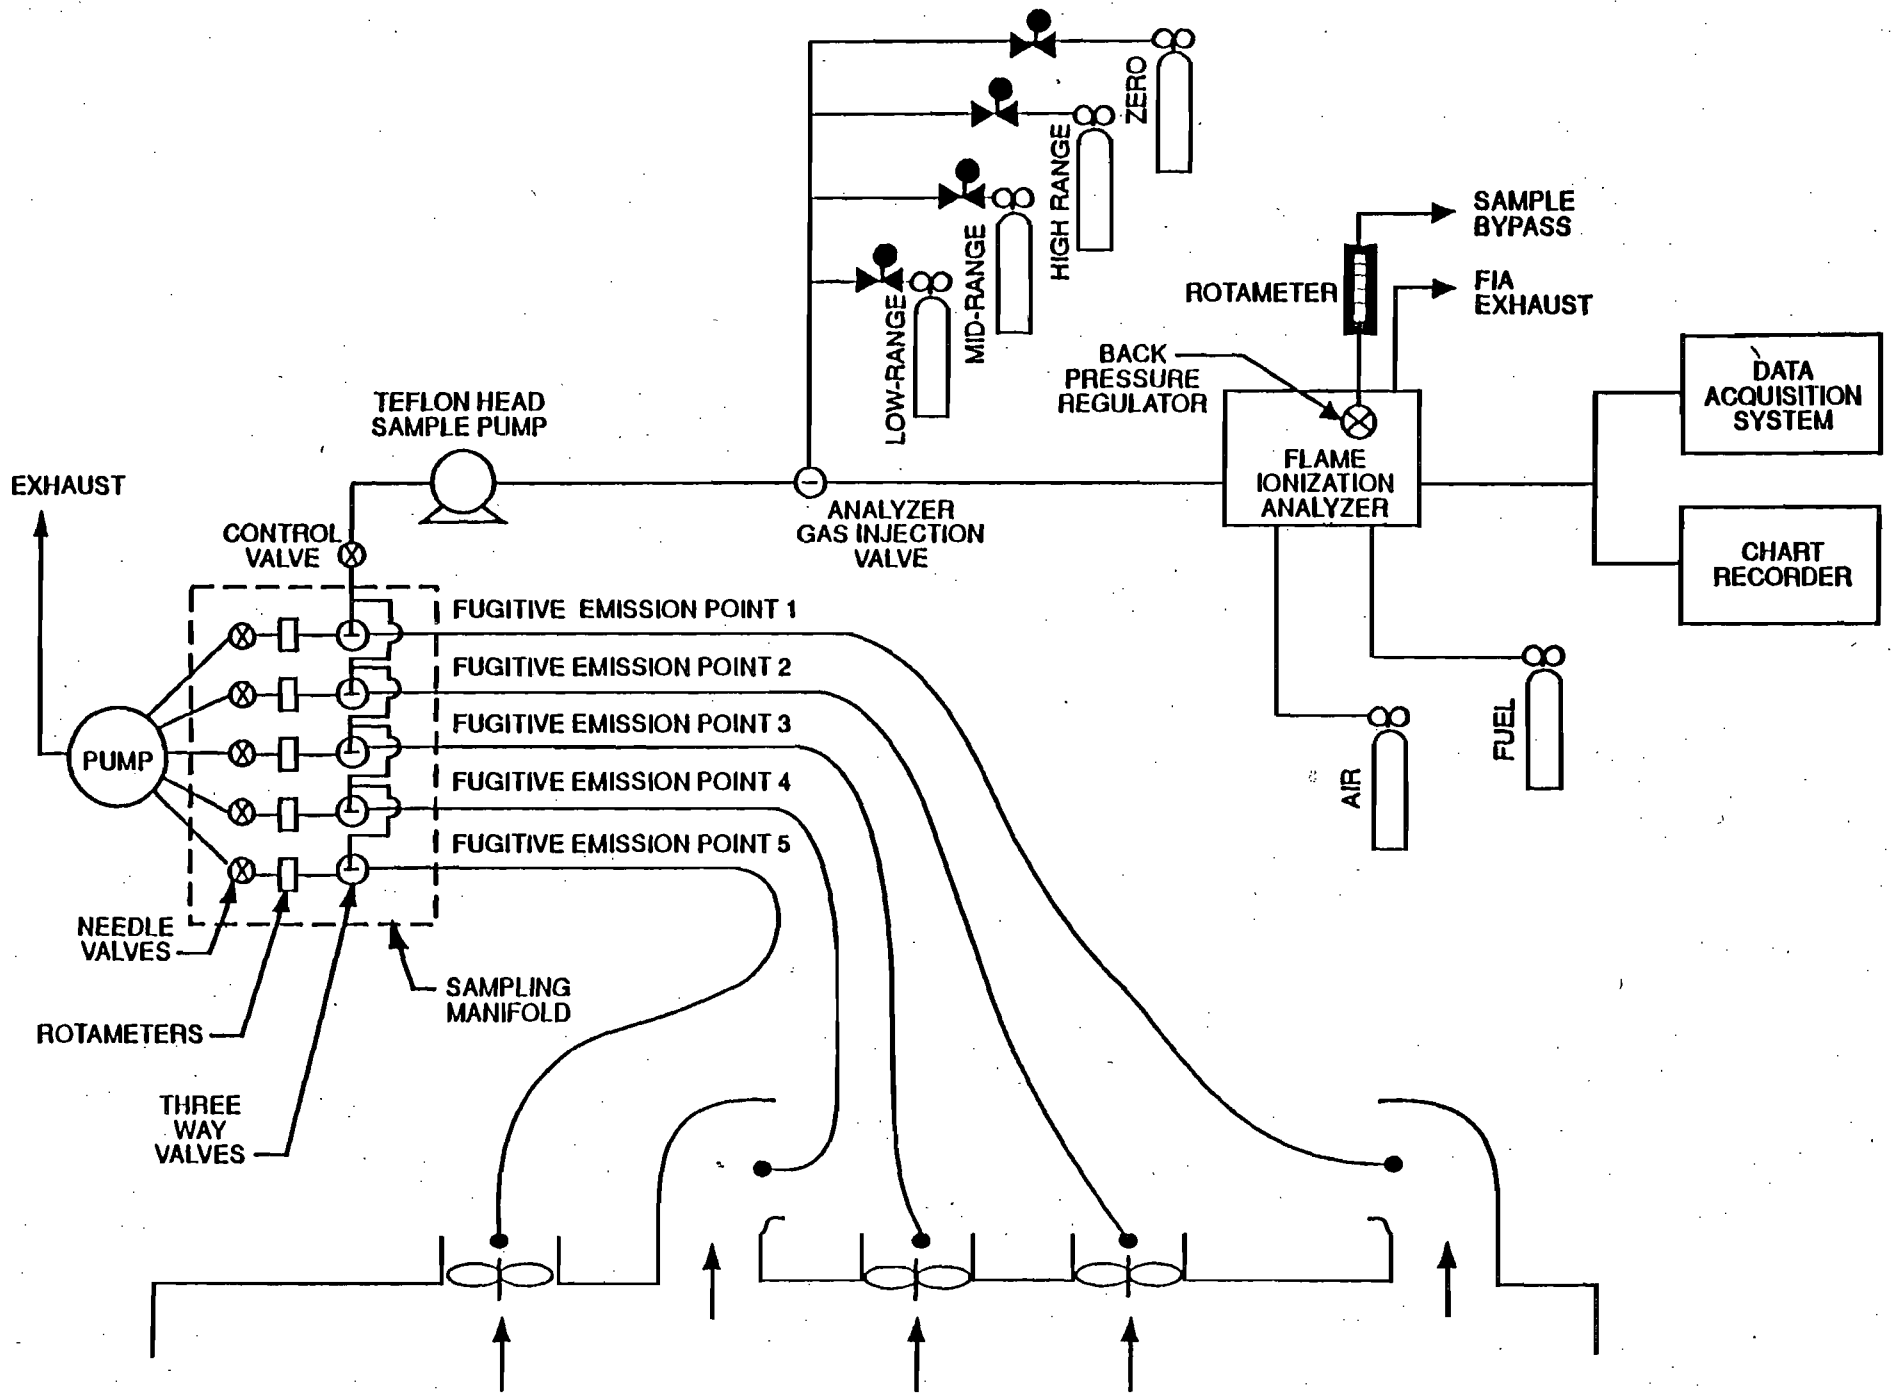 ZERO
HIGH RANGE
MID-RANGE
LOW-RANGE
SAMPLE
BYPASS
ROTAMETER
FIA
EXHAUST
BACK
PRESSURE
REGULATOR
DATA
ACQUISITION
SYSTEM
TEFLON HEAD
SAMPLE PUMP
FLAME
IONIZATION
ANALYZER
EXHAUST
ANALYZER
GAS INJECTION
VALVE
CONTROL
VALVE
CHART
RECORDER
FUGITIVE EMISSION POINT 1
FUGITIVE EMISSION POINT 2
FUGITIVE EMISSION POINT 3
FUGITIVE EMISSION POINT 4
FUGITIVE EMISSION POINT 5
PUMP
FUEL
AIR
NEEDLE
VALVES
SAMPLING
MANIFOLD
ROTAMETERS
THREE
WAY
VALVES